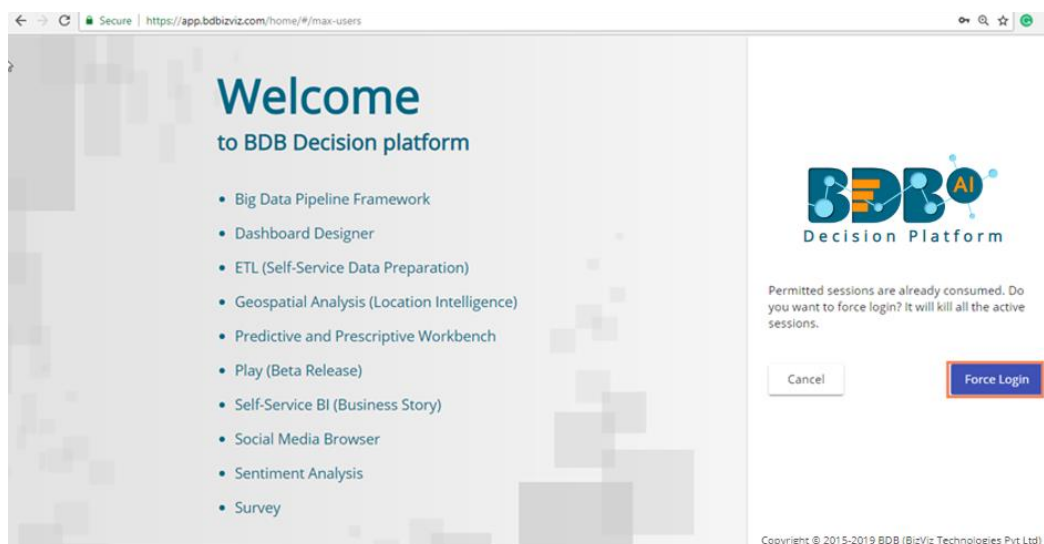 Secure | https://app.bdbizviz.com/home/#/max-users
Welcome
to BDB Decision platform
• Big Data Pipeline Framework
• Dashboard Designer
• ETL (Self-Service Data Preparation)
• Geospatial Analysis (Location Intelligence)
• Predictive and Prescriptive Workbench
• Play (Beta Release)
• Self-Service BI (Business Story)
• Social Media Browser
• Sentiment Analysis
• Survey
BDB AI
Decision Platform
Permitted sessions are already consumed. Do
you want to force login? It will kill all the active
sessions.
Cancel Force Login
Copyright © 2015-2019 BDB (BizViz Technologies Pvt Ltd)